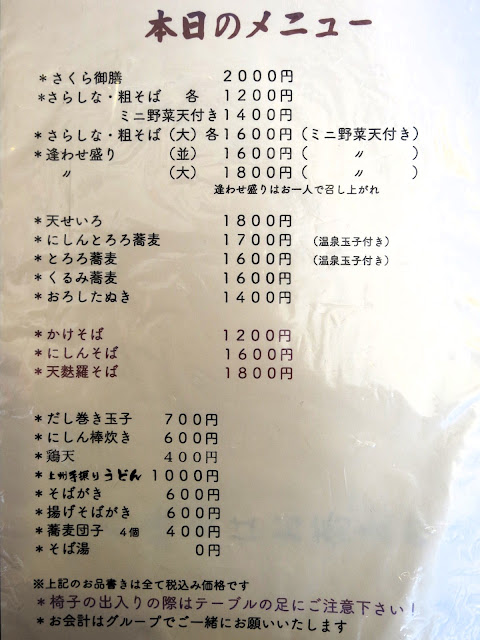 本日のメニュー
＊さくら御膳 2000円
＊さらしな・粗そば 各 1200円
ミニ野菜天付き 1400円
＊さらしな・粗そば（大）各 1600円（ミニ野菜天付き）
＊逢わせ盛り （並） 1600円（ 〃 ）
〃 （大） 1800円（ 〃 ）
逢わせ盛りはお一人で召し上がれ
＊天せいろ 1800円
＊にしんとろろ蕎麦 1700円 （温泉玉子付き）
＊とろろ蕎麦 1600円 （温泉玉子付き）
＊くるみ蕎麦 1600円
＊おろしたぬき 1400円
＊かけそば 1200円
＊にしんそば 1600円
＊天麩羅そば 1800円
＊だし巻き玉子 700円
＊にしん棒炊き 600円
＊鶏天 400円
＊上州手振りうどん 1000円
＊そばがき 600円
＊揚げそばがき 600円
＊蕎麦団子 4個 400円
＊そば湯 0円
※上記のお品書きは全て税込み価格です
＊椅子の出入りの際はテーブルの足にご注意下さい！
＊お会計はグループでご一緒にお願いいたします